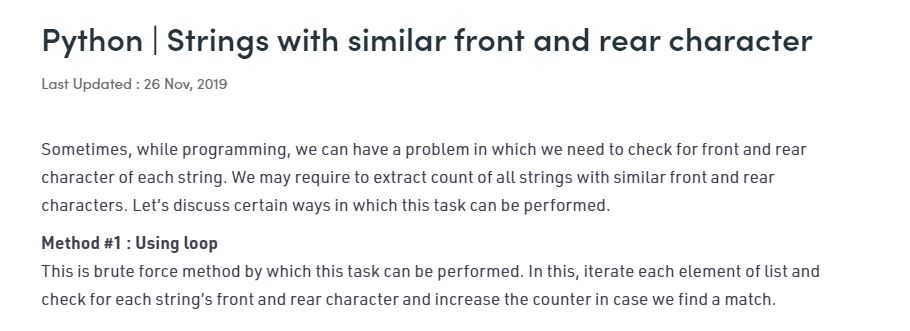 Python | Strings with similar front and rear character
Last Updated : 26 Nov, 2019
Sometimes, while programming, we can have a problem in which we need to check for front and rear
character of each string. We may require to extract count of all strings with similar front and rear
characters. Let’s discuss certain ways in which this task can be performed.
Method #1 : Using loop
This is brute force method by which this task can be performed. In this, iterate each element of list and
check for each string’s front and rear character and increase the counter in case we find a match.